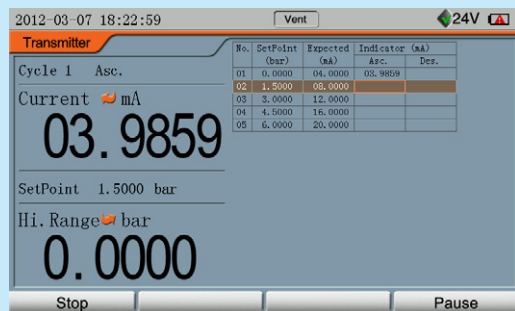 2012-03-07 18:22:59 Vent 24V
Transmitter
Cycle 1 Asc.
Current mA
03.9859
SetPoint 1.5000 bar
Hi.Range bar
0.0000
No. SetPoint Expected Indicator (mA)
(bar) (mA) Asc. Des.
01 0.0000 04.0000 03.9859
02 1.5000 08.0000
03 3.0000 12.0000
04 4.5000 16.0000
05 6.0000 20.0000
Stop Pause